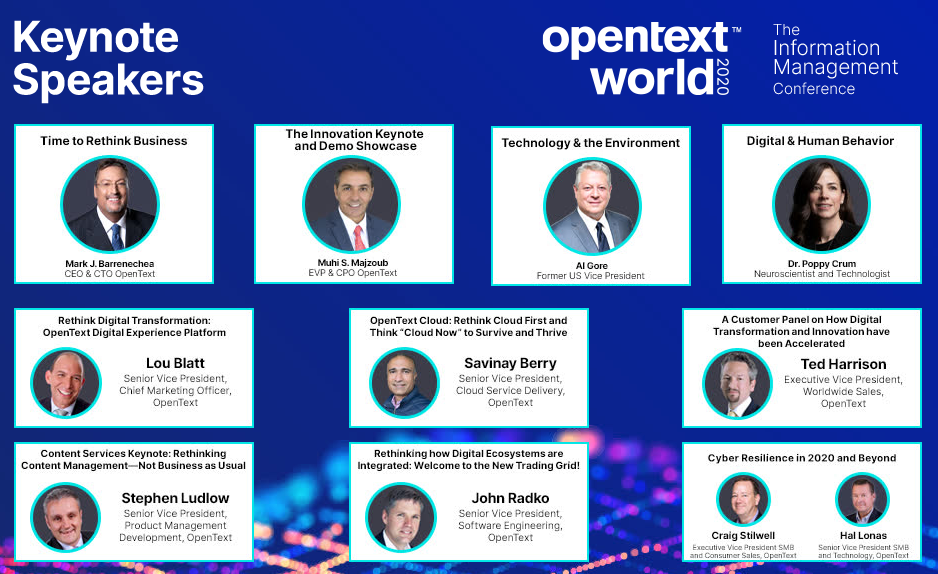 Keynote
Speakers
opentext™
world 2020
The
Information
Management
Conference
Time to Rethink Business
Mark J. Barrenechea
CEO & CTO OpenText
The Innovation Keynote
and Demo Showcase
Muhi S. Majzoub
EVP & CPO OpenText
Technology & the Environment
Al Gore
Former US Vice President
Digital & Human Behavior
Dr. Poppy Crum
Neuroscientist and Technologist
Rethink Digital Transformation:
OpenText Digital Experience Platform
Lou Blatt
Senior Vice President,
Chief Marketing Officer,
OpenText
OpenText Cloud: Rethink Cloud First and
Think “Cloud Now” to Survive and Thrive
Savinay Berry
Senior Vice President,
Cloud Service Delivery,
OpenText
A Customer Panel on How Digital
Transformation and Innovation have
been Accelerated
Ted Harrison
Executive Vice President,
Worldwide Sales,
OpenText
Content Services Keynote: Rethinking
Content Management—Not Business as Usual
Stephen Ludlow
Senior Vice President,
Product Management
Development, OpenText
Rethinking how Digital Ecosystems are
Integrated: Welcome to the New Trading Grid!
John Radko
Senior Vice President,
Software Engineering,
OpenText
Cyber Resilience in 2020 and Beyond
Craig Stilwell
Executive Vice President SMB
and Consumer Sales, OpenText
Hal Lonas
Senior Vice President SMB
and Technology, OpenText